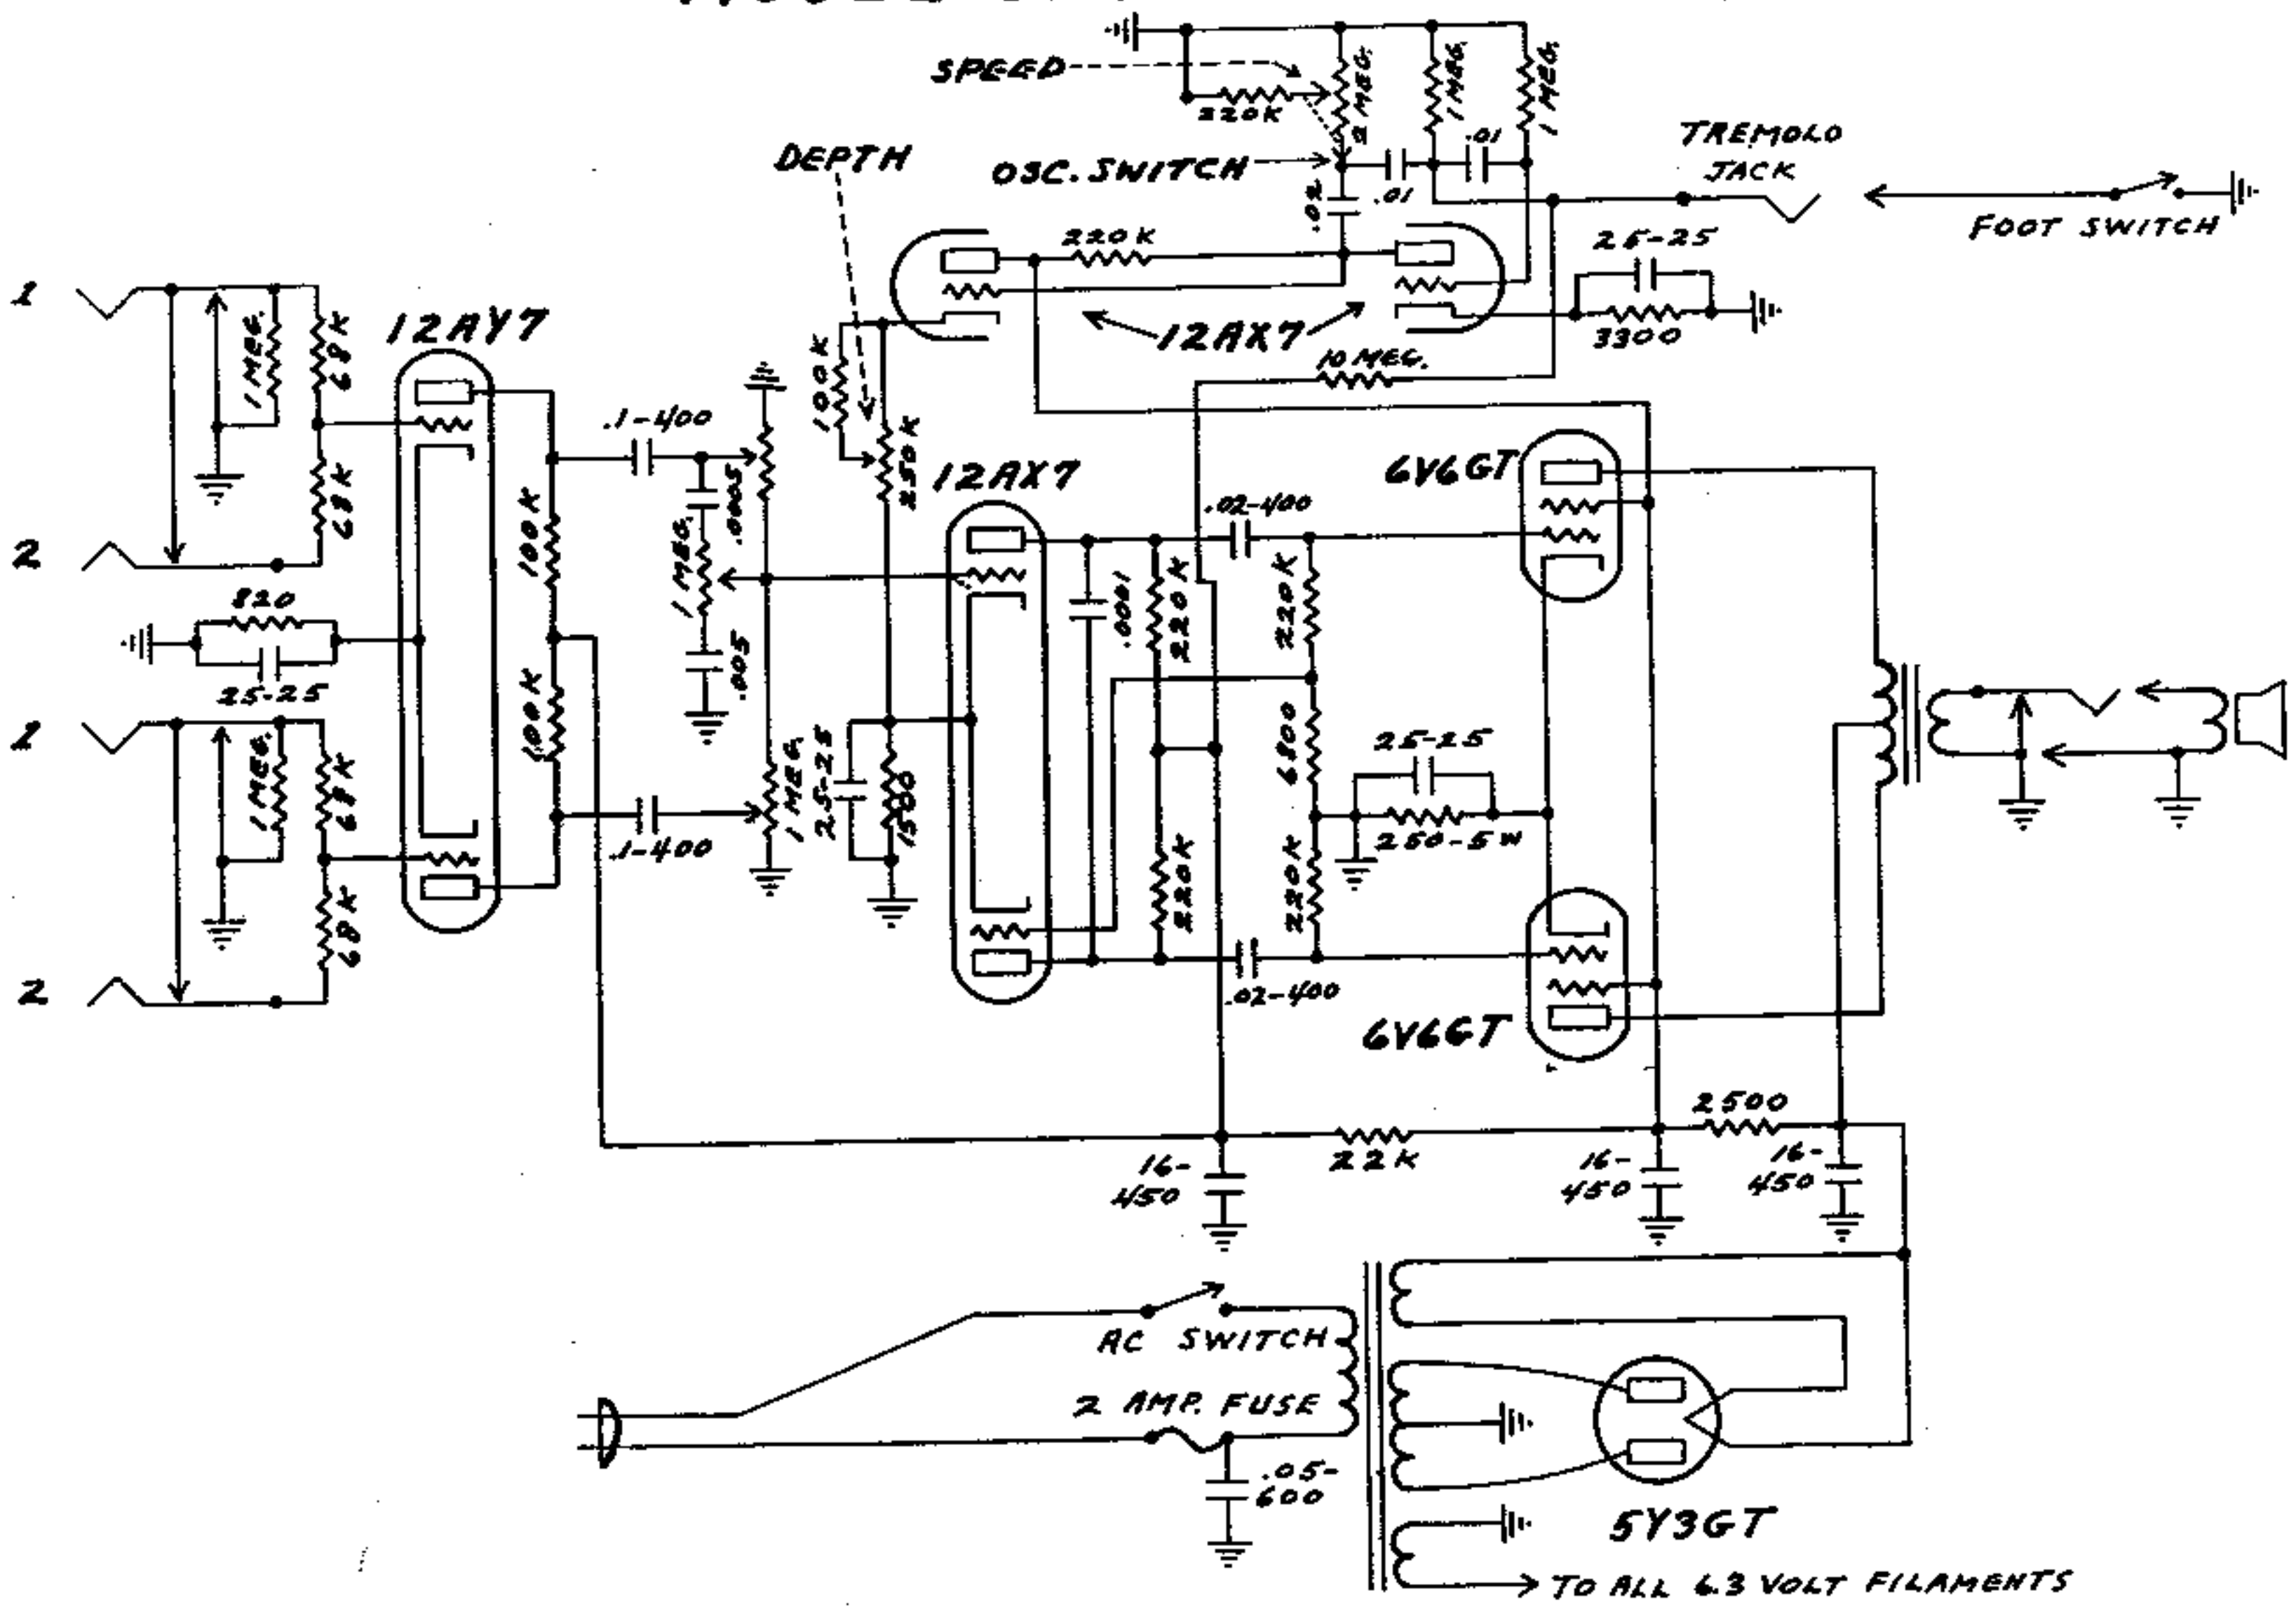 SPEED
220K
2 MEG.
1 MEG.
1 MEG.
DEPTH
OSC. SWITCH
.01
.01
.02
TREMOLO
JACK
FOOT SWITCH
220K
25-25
3300
12AX7
10 MEG.
1
1 MEG.
68K
12AY7
68K
2
820
25-25
100K
100K
.1-400
.0005
1 MEG.
.005
100K
250K
12AX7
6V6GT
.02-400
.0001
220K
220K
6800
25-25
250-5W
1
1 MEG.
68K
68K
2
.1-400
1 MEG.
25-25
1500
220K
220K
.02-400
6V6GT
2500
22K
16-
450
16-
450
16-
450
AC SWITCH
2 AMP. FUSE
.05-
600
5Y3GT
TO ALL 6.3 VOLT FILAMENTS